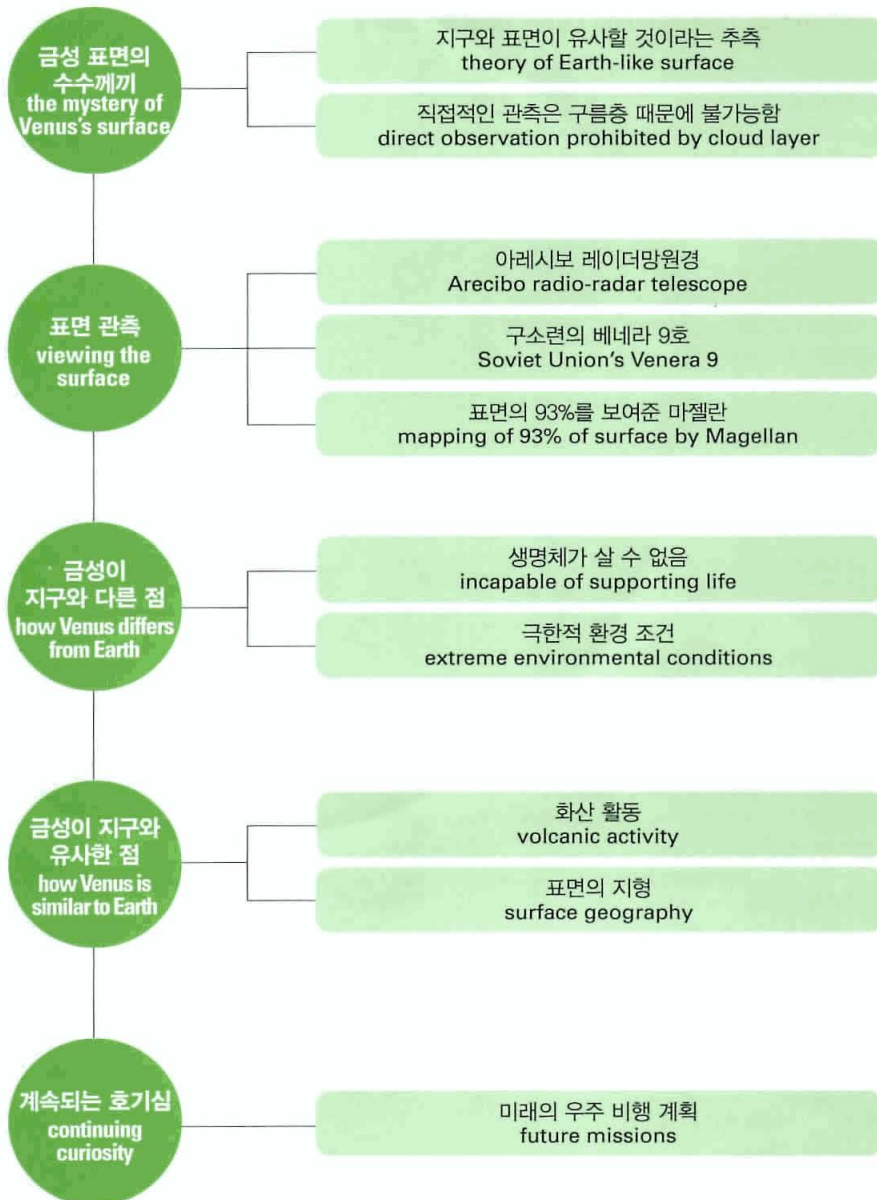 금성 표면의
수수께끼
the mystery of
Venus's surface
지구와 표면이 유사할 것이라는 추측
theory of Earth-like surface
직접적인 관측은 구름층 때문에 불가능함
direct observation prohibited by cloud layer
표면 관측
viewing the
surface
아레시보 레이더망원경
Arecibo radio-radar telescope
구소련의 베네라 9호
Soviet Union's Venera 9
표면의 93%를 보여준 마젤란
mapping of 93% of surface by Magellan
금성이
지구와 다른 점
how Venus differs
from Earth
생명체가 살 수 없음
incapable of supporting life
극한적 환경 조건
extreme environmental conditions
금성이 지구와
유사한 점
how Venus is
similar to Earth
화산 활동
volcanic activity
표면의 지형
surface geography
계속되는 호기심
continuing
curiosity
미래의 우주 비행 계획
future missions